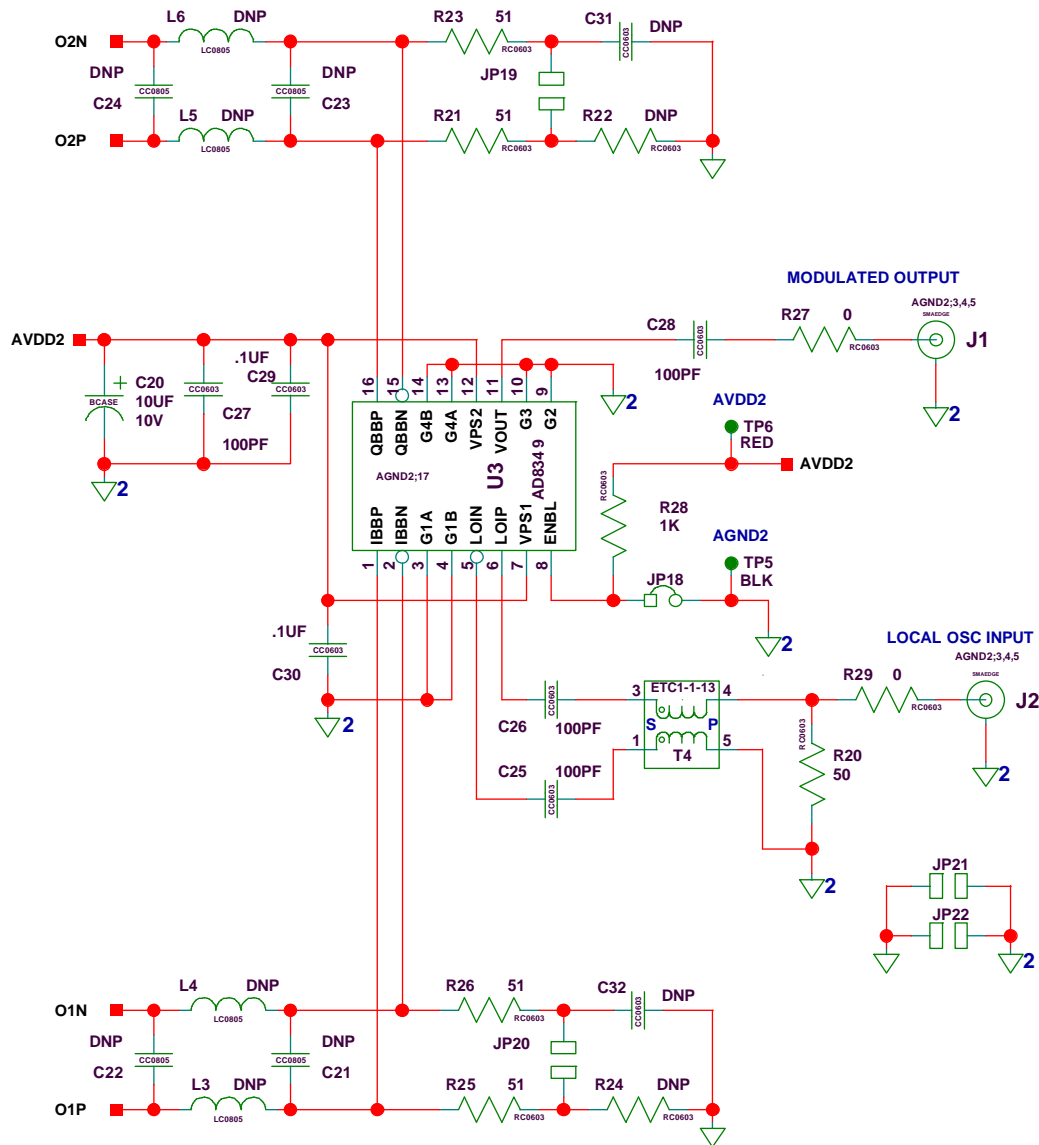 L6 DNP
LC0805
R23 51
RC0603
C31
CC0603
DNP
O2N
DNP
CC0805
C24
DNP
CC0805
C23
JP19
L5 DNP
LC0805
R21 51
RC0603
R22 DNP
RC0603
O2P
MODULATED OUTPUT
AGND2;3,4,5
SMAEDGE
J1
R27 0
RC0603
C28
CC0603
100PF
AVDD2
C20
10UF
10V
BCASE
+
CC0603
C27
100PF
.1UF
C29
CC0603
2
16 15 14 13 12 11 10 9
QBBP QBBN G4B G4A VPS2 VOUT G3 G2
AGND2;17
U3
AD8349
IBBP IBBN G1A G1B LOIN LOIP VPS1 ENBL
1 2 3 4 5 6 7 8
2
2
AVDD2
TP6
RED
AVDD2
RC0603
R28
1K
AGND2
TP5
BLK
JP18
2
.1UF
CC0603
C30
2
LOCAL OSC INPUT
AGND2;3,4,5
SMAEDGE
J2
R29 0
RC0603
2
C26
CC0603
100PF
C25
CC0603
100PF
3 ETC1-1-13 4
S P
1 T4 5
RC0603
R20
50
2
JP21
JP22
2
L4 DNP
LC0805
R26 51
RC0603
C32
CC0603
DNP
O1N
DNP
CC0805
C22
DNP
CC0805
C21
JP20
L3 DNP
LC0805
R25 51
RC0603
R24 DNP
RC0603
O1P